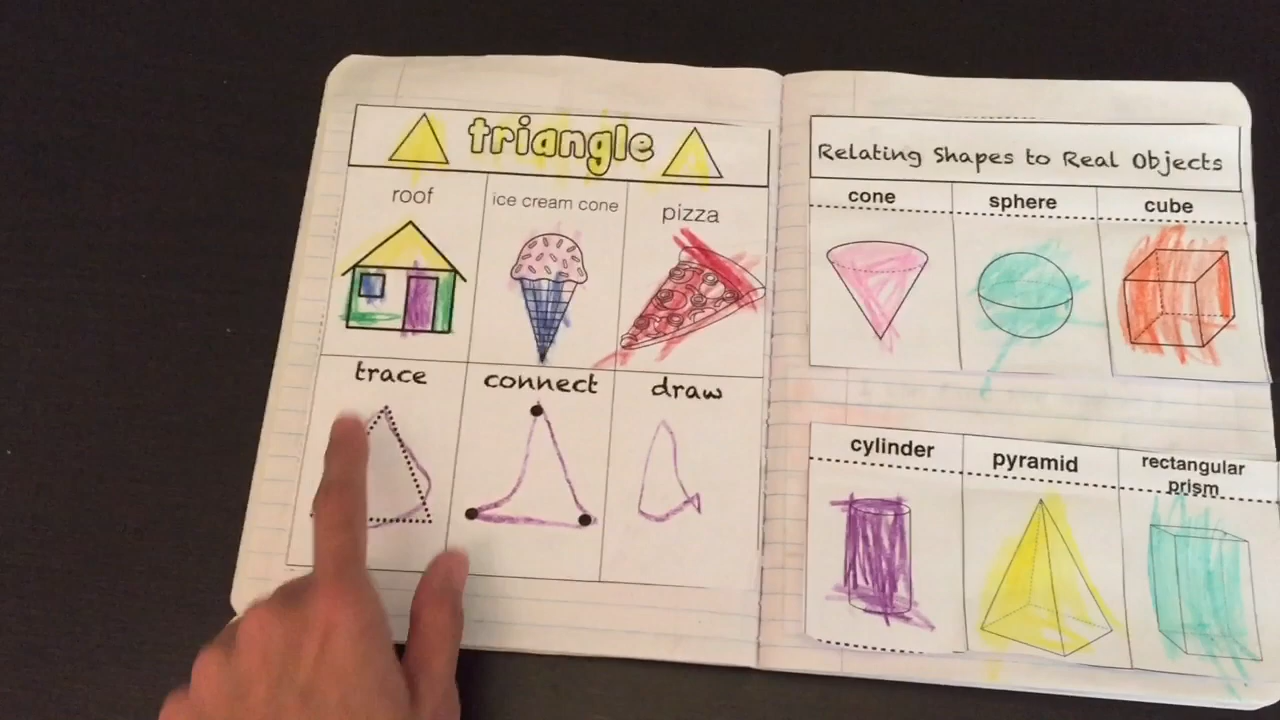 triangle
roof
ice cream cone
pizza
trace
connect
draw
Relating Shapes to Real Objects
cone
sphere
cube
cylinder
pyramid
rectangular
prism